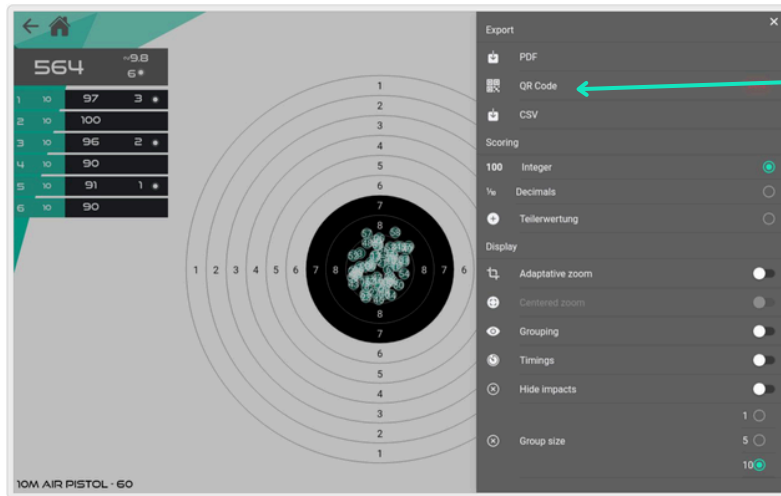 564 ~9.8
6*
1 10 97 3 *
2 10 100
3 10 96 2 *
4 10 90
5 10 91 1 *
6 10 90
1
2
3
4
5
6
7
8
1 2 3 4 5 6 7 8 8 7 6
8
7
6
5
4
3
2
1
10M AIR PISTOL - 60
×
Export
PDF
QR Code
CSV
Scoring
100 Integer
⅒ Decimals
Teilerwertung
Display
Adaptative zoom
Centered zoom
Grouping
Timings
Hide impacts
1
Group size 5
10